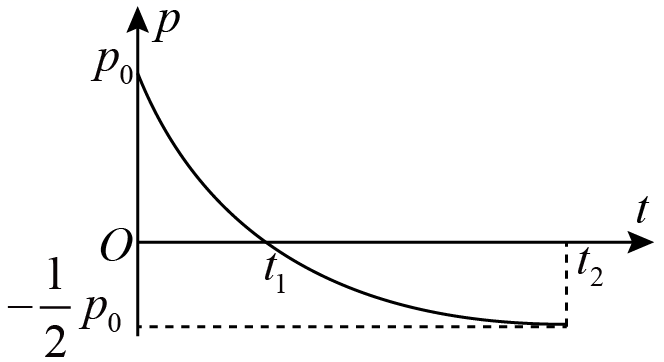 p
p₀
O
t
t₁
t₂
−1/2 p₀